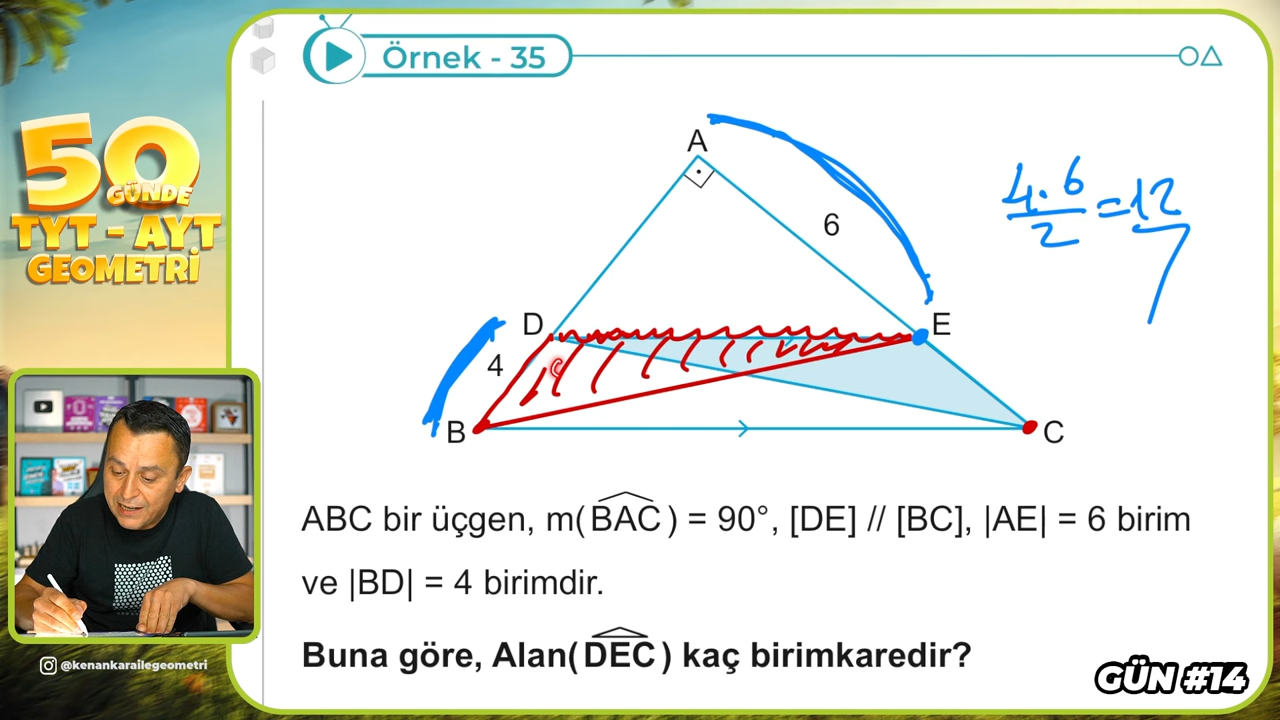 Örnek - 35
50
GÜNDE
TYT - AYT
GEOMETRİ
A
6
4 . 6 / 2 = 12
D
E
4
B
C
ABC bir üçgen, m(BAC) = 90°, [DE] // [BC], |AE| = 6 birim
ve |BD| = 4 birimdir.
Buna göre, Alan(DEC) kaç birimkaredir?
@kenankarailegeometri
GÜN #14